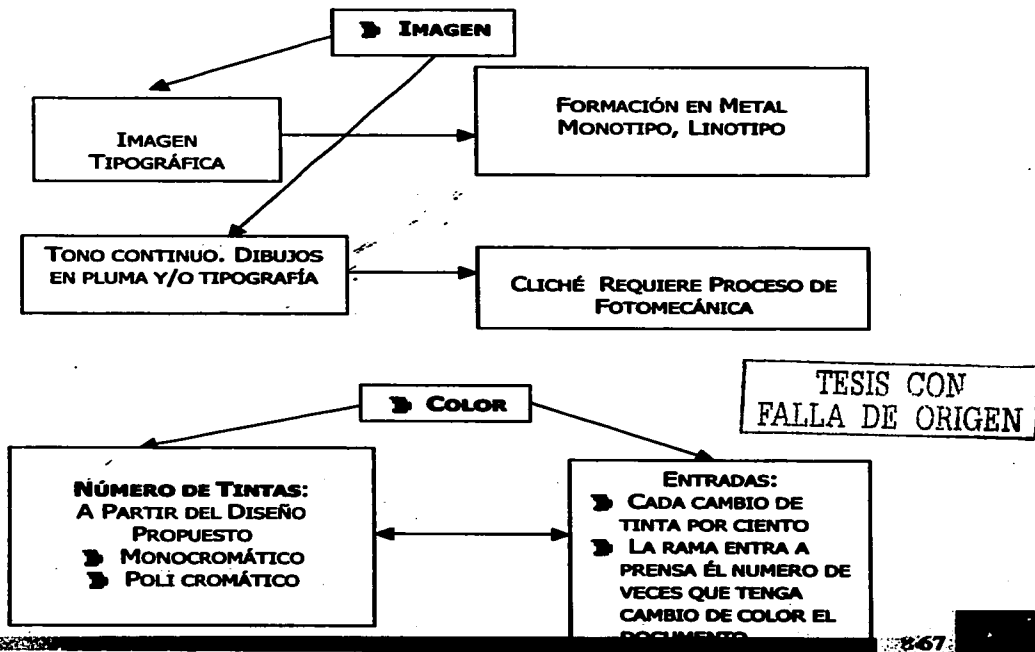 IMAGEN
IMAGEN
TIPOGRÁFICA
FORMACIÓN EN METAL
MONOTIPO, LINOTIPO
TONO CONTINUO. DIBUJOS
EN PLUMA Y/O TIPOGRAFÍA
CLICHÉ REQUIERE PROCESO DE
FOTOMECÁNICA
TESIS CON
FALLA DE ORIGEN
COLOR
NÚMERO DE TINTAS:
A PARTIR DEL DISEÑO
PROPUESTO
MONOCROMÁTICO
POLI CROMÁTICO
ENTRADAS:
CADA CAMBIO DE
TINTA POR CIENTO
LA RAMA ENTRA A
PRENSA ÉL NUMERO DE
VECES QUE TENGA
CAMBIO DE COLOR EL
DOCUMENTO